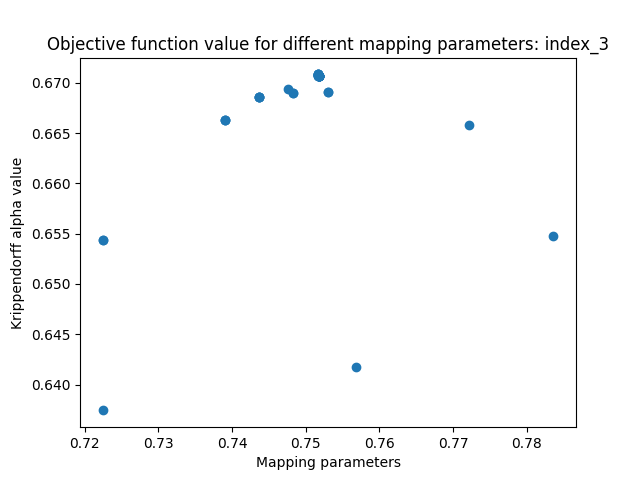 Objective function value for different mapping parameters: index_3
Krippendorff alpha value
0.670
0.665
0.660
0.655
0.650
0.645
0.640
0.72 0.73 0.74 0.75 0.76 0.77 0.78
Mapping parameters